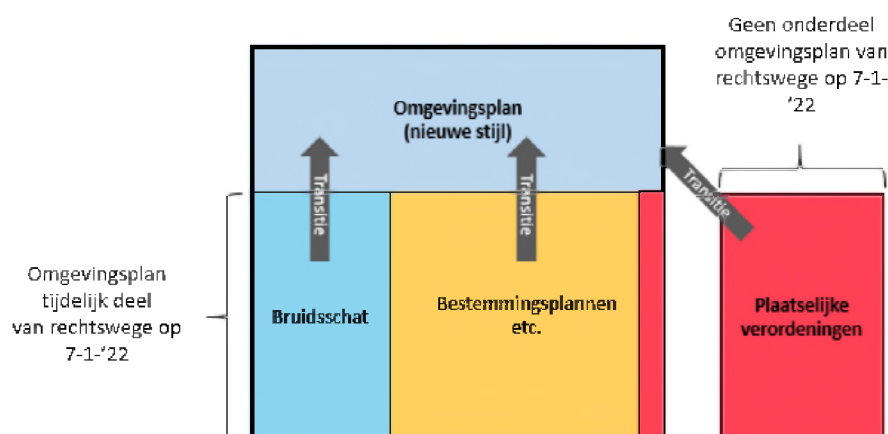 Geen onderdeel
omgevingsplan van
rechtswege op 7-1-
'22
Omgevingsplan
(nieuwe stijl)
Transitie
Transitie
Transitie
Omgevingsplan
tijdelijk deel
van rechtswege op
7-1-'22
Bruidsschat
Bestemmingsplannen
etc.
Plaatselijke
verordeningen